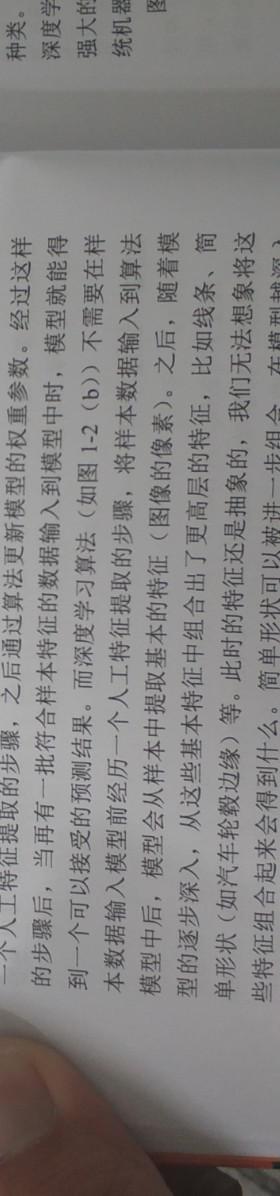 个人工特征提取的步骤，之后通过算法更新模型的权重参数。经过这样
的步骤后，当再有一批符合样本特征的数据输入到模型中时，模型就能得
到一个可以接受的预测结果。而深度学习算法（如图1-2（b））不需要在样
本数据输入模型前经历一个人工特征提取的步骤，将样本数据输入到算法
模型中后，模型会从样本中提取基本的特征（图像的像素）。之后，随着模
型的逐步深入，从这些基本特征中组合出了更高层的特征，比如线条、简
单形状（如汽车轮毂边缘）等。此时的特征还是抽象的，我们无法想象将这
些特征组合起来会得到什么。简单形状可以被进一步组合，在模型越深入
种类。
深度学
强大的
统机器
图